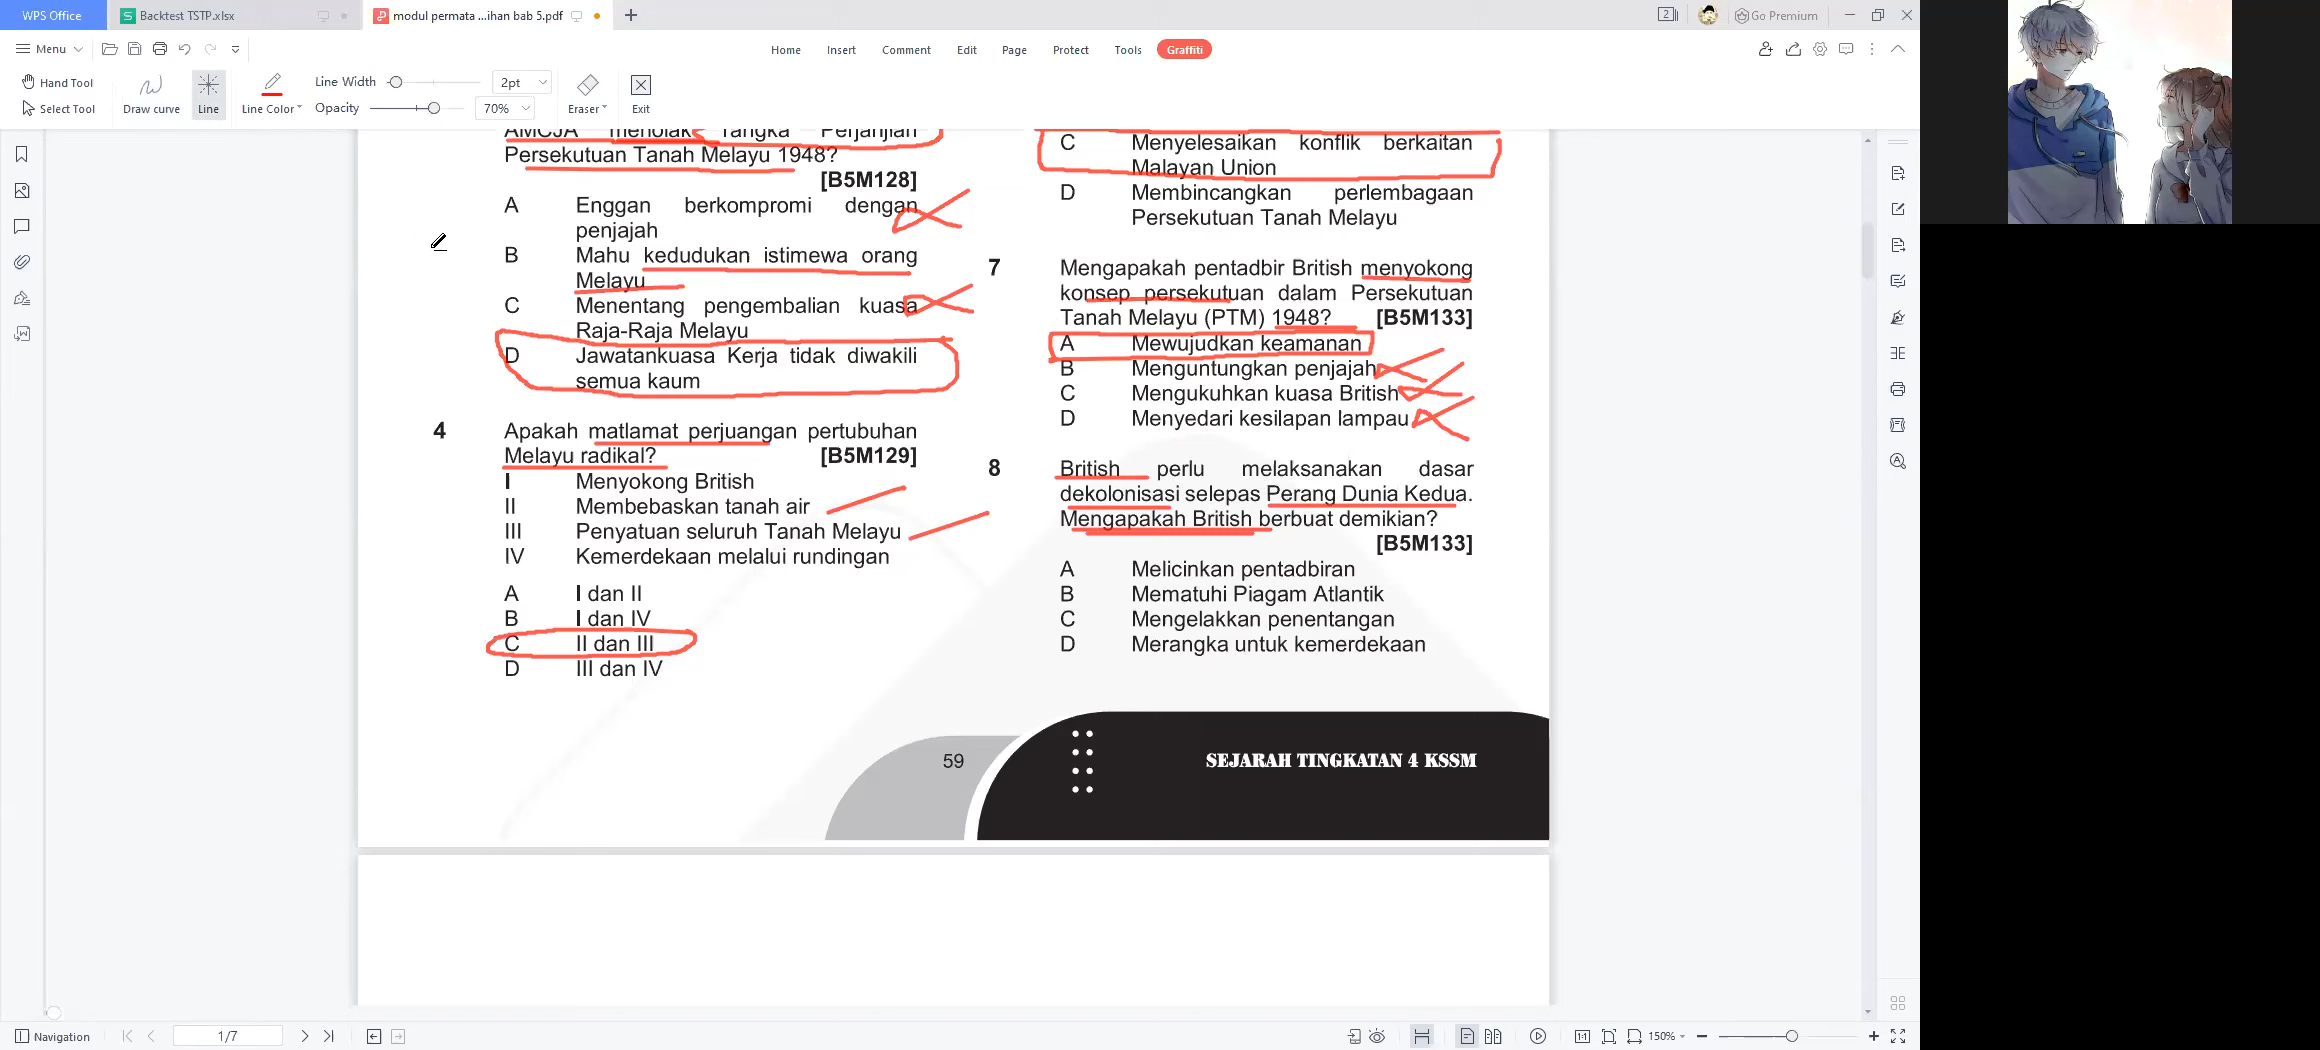 WPS Office
Backtest TSTP.xlsx
modul permata ...ihan bab 5.pdf
2
Go Premium
Menu
Home Insert Comment Edit Page Protect Tools Graffiti
Hand Tool
Select Tool
Draw curve
Line
Line Color
Line Width
2pt
Opacity
70%
Eraser
Exit
AMCJA menolak rangka Perjanjian
Persekutuan Tanah Melayu 1948?
[B5M128]
A Enggan berkompromi dengan
penjajah
B Mahu kedudukan istimewa orang
Melayu
C Menentang pengembalian kuasa
Raja-Raja Melayu
D Jawatankuasa Kerja tidak diwakili
semua kaum
4 Apakah matlamat perjuangan pertubuhan
Melayu radikal? [B5M129]
I Menyokong British
II Membebaskan tanah air
III Penyatuan seluruh Tanah Melayu
IV Kemerdekaan melalui rundingan
A I dan II
B I dan IV
C II dan III
D III dan IV
C Menyelesaikan konflik berkaitan
Malayan Union
D Membincangkan perlembagaan
Persekutuan Tanah Melayu
7 Mengapakah pentadbir British menyokong
konsep persekutuan dalam Persekutuan
Tanah Melayu (PTM) 1948? [B5M133]
A Mewujudkan keamanan
B Menguntungkan penjajah
C Mengukuhkan kuasa British
D Menyedari kesilapan lampau
8 British perlu melaksanakan dasar
dekolonisasi selepas Perang Dunia Kedua.
Mengapakah British berbuat demikian?
[B5M133]
A Melicinkan pentadbiran
B Mematuhi Piagam Atlantik
C Mengelakkan penentangan
D Merangka untuk kemerdekaan
59
SEJARAH TINGKATAN 4 KSSM
Navigation
1/7
1:1
150%